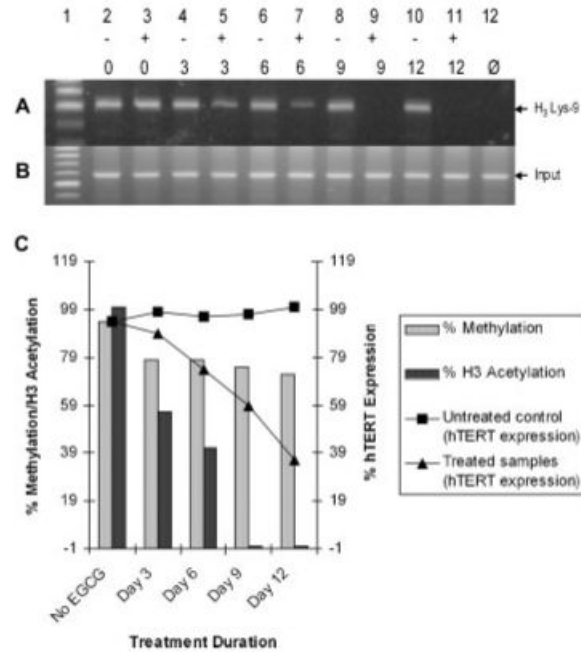 1 2 3 4 5 6 7 8 9 10 11 12
- + - + - + - + - +
0 0 3 3 6 6 9 9 12 12 Ø
A
H3 Lys-9
B
Input
C
119 119
99 99
79 79
59 59
39 39
19 19
-1 -1
% Methylation/H3 Acetylation
% hTERT Expression
No EGCG Day 3 Day 6 Day 9 Day 12
Treatment Duration
% Methylation
% H3 Acetylation
Untreated control
(hTERT expression)
Treated samples
(hTERT expression)